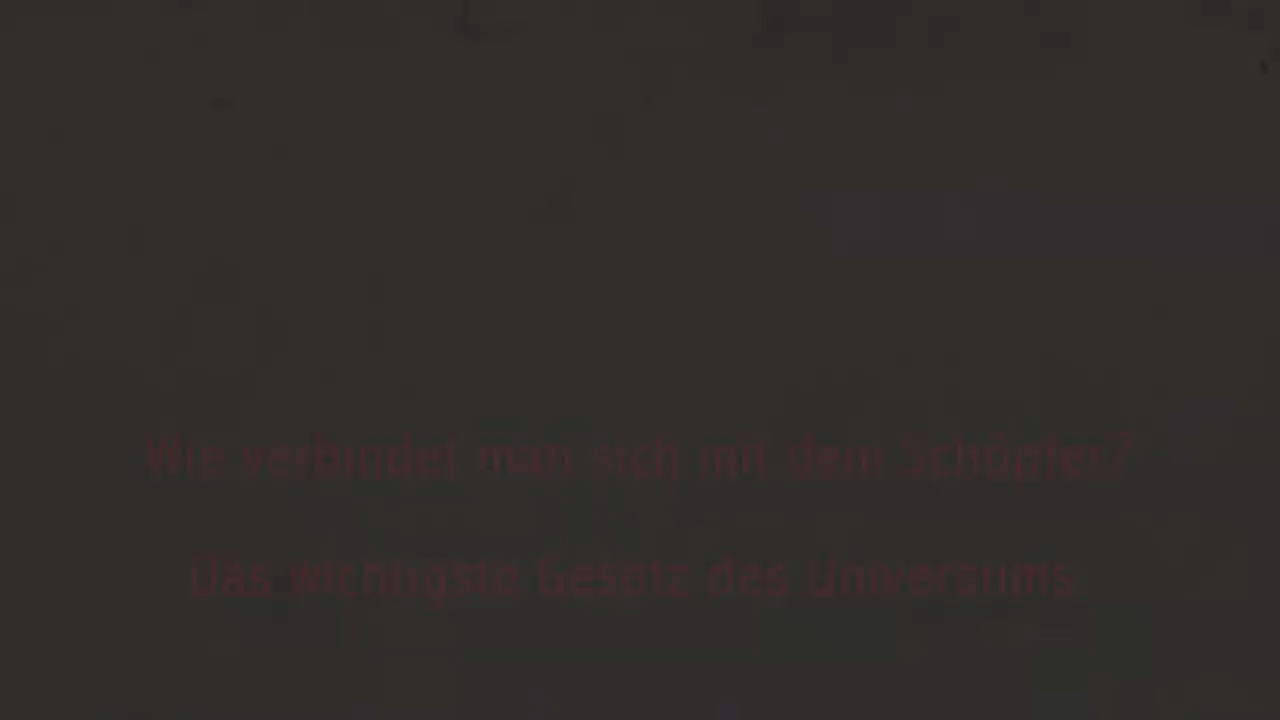 Wie verbindet man sich mit dem Schöpfer?
Das wichtigste Gesetz des Universums